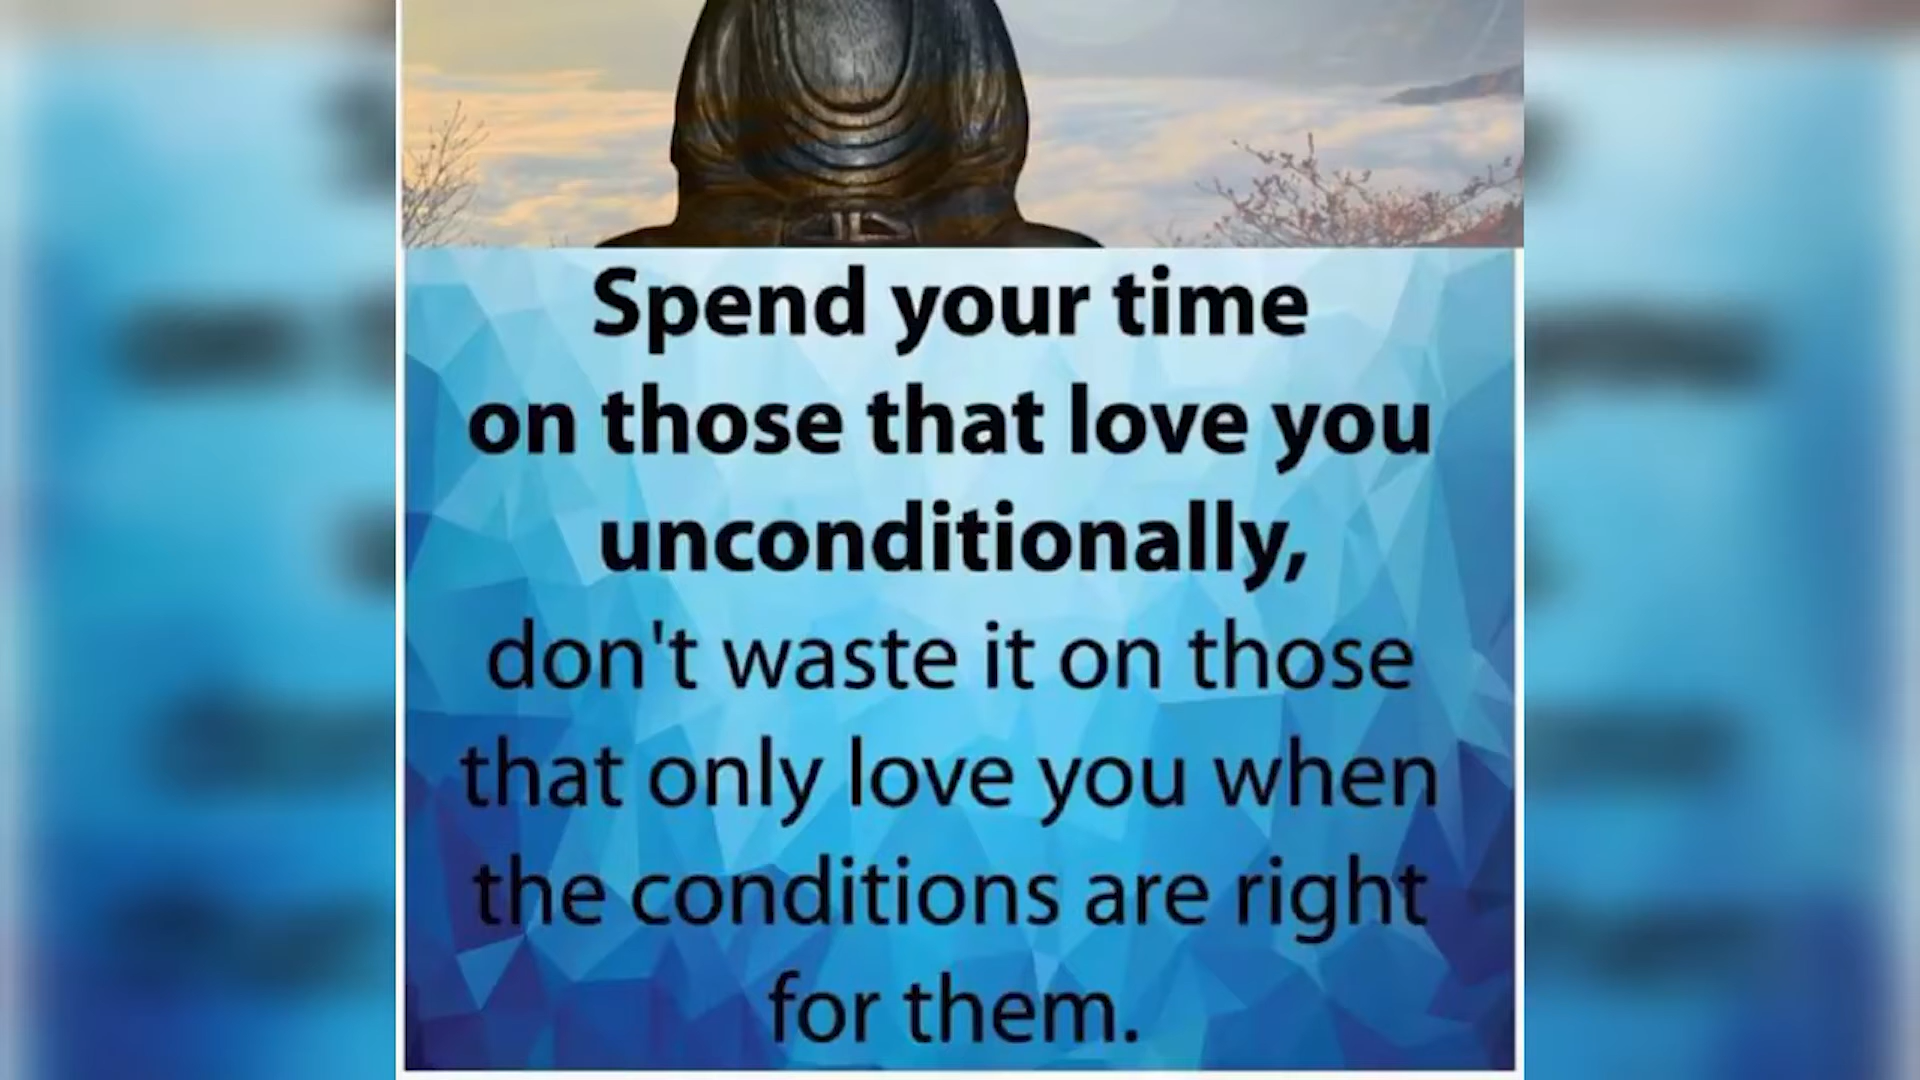 Spend your time
on those that love you
unconditionally,
don't waste it on those
that only love you when
the conditions are right
for them.